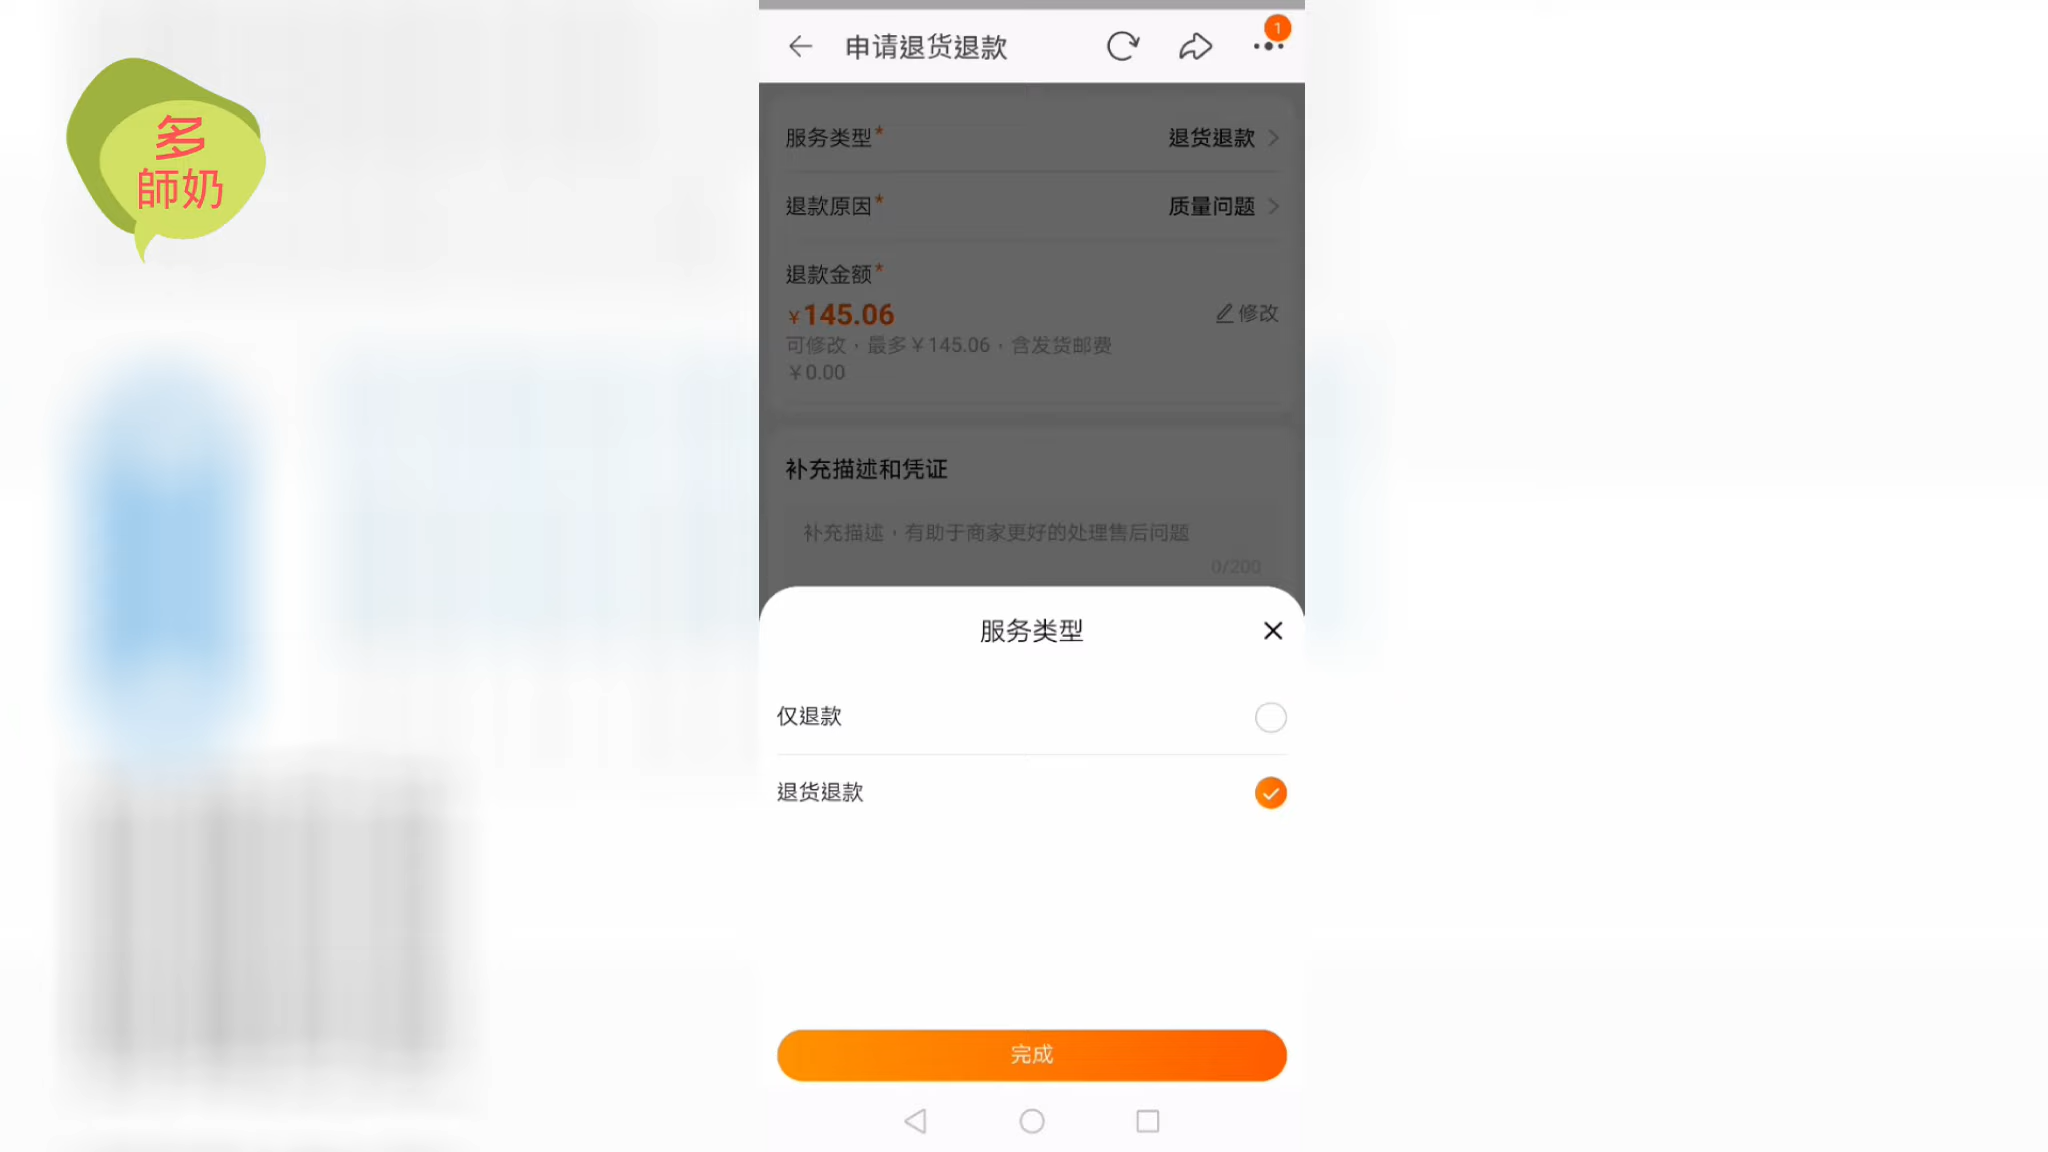 多
師奶
申请退货退款
1
服务类型*
退货退款
退款原因*
质量问题
退款金额*
￥145.06
修改
可修改，最多￥145.06，含发货邮费
￥0.00
补充描述和凭证
补充描述，有助于商家更好的处理售后问题
0/200
服务类型
仅退款
退货退款
完成